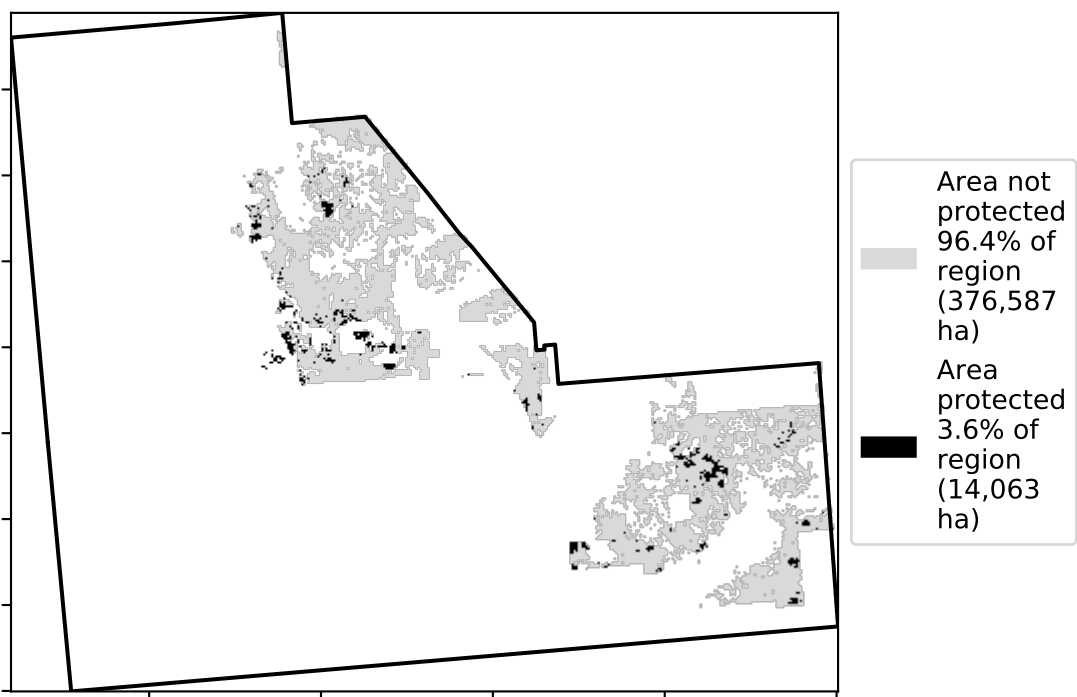 Area not
protected
96.4% of
region
(376,587
ha)
Area
protected
3.6% of
region
(14,063
ha)